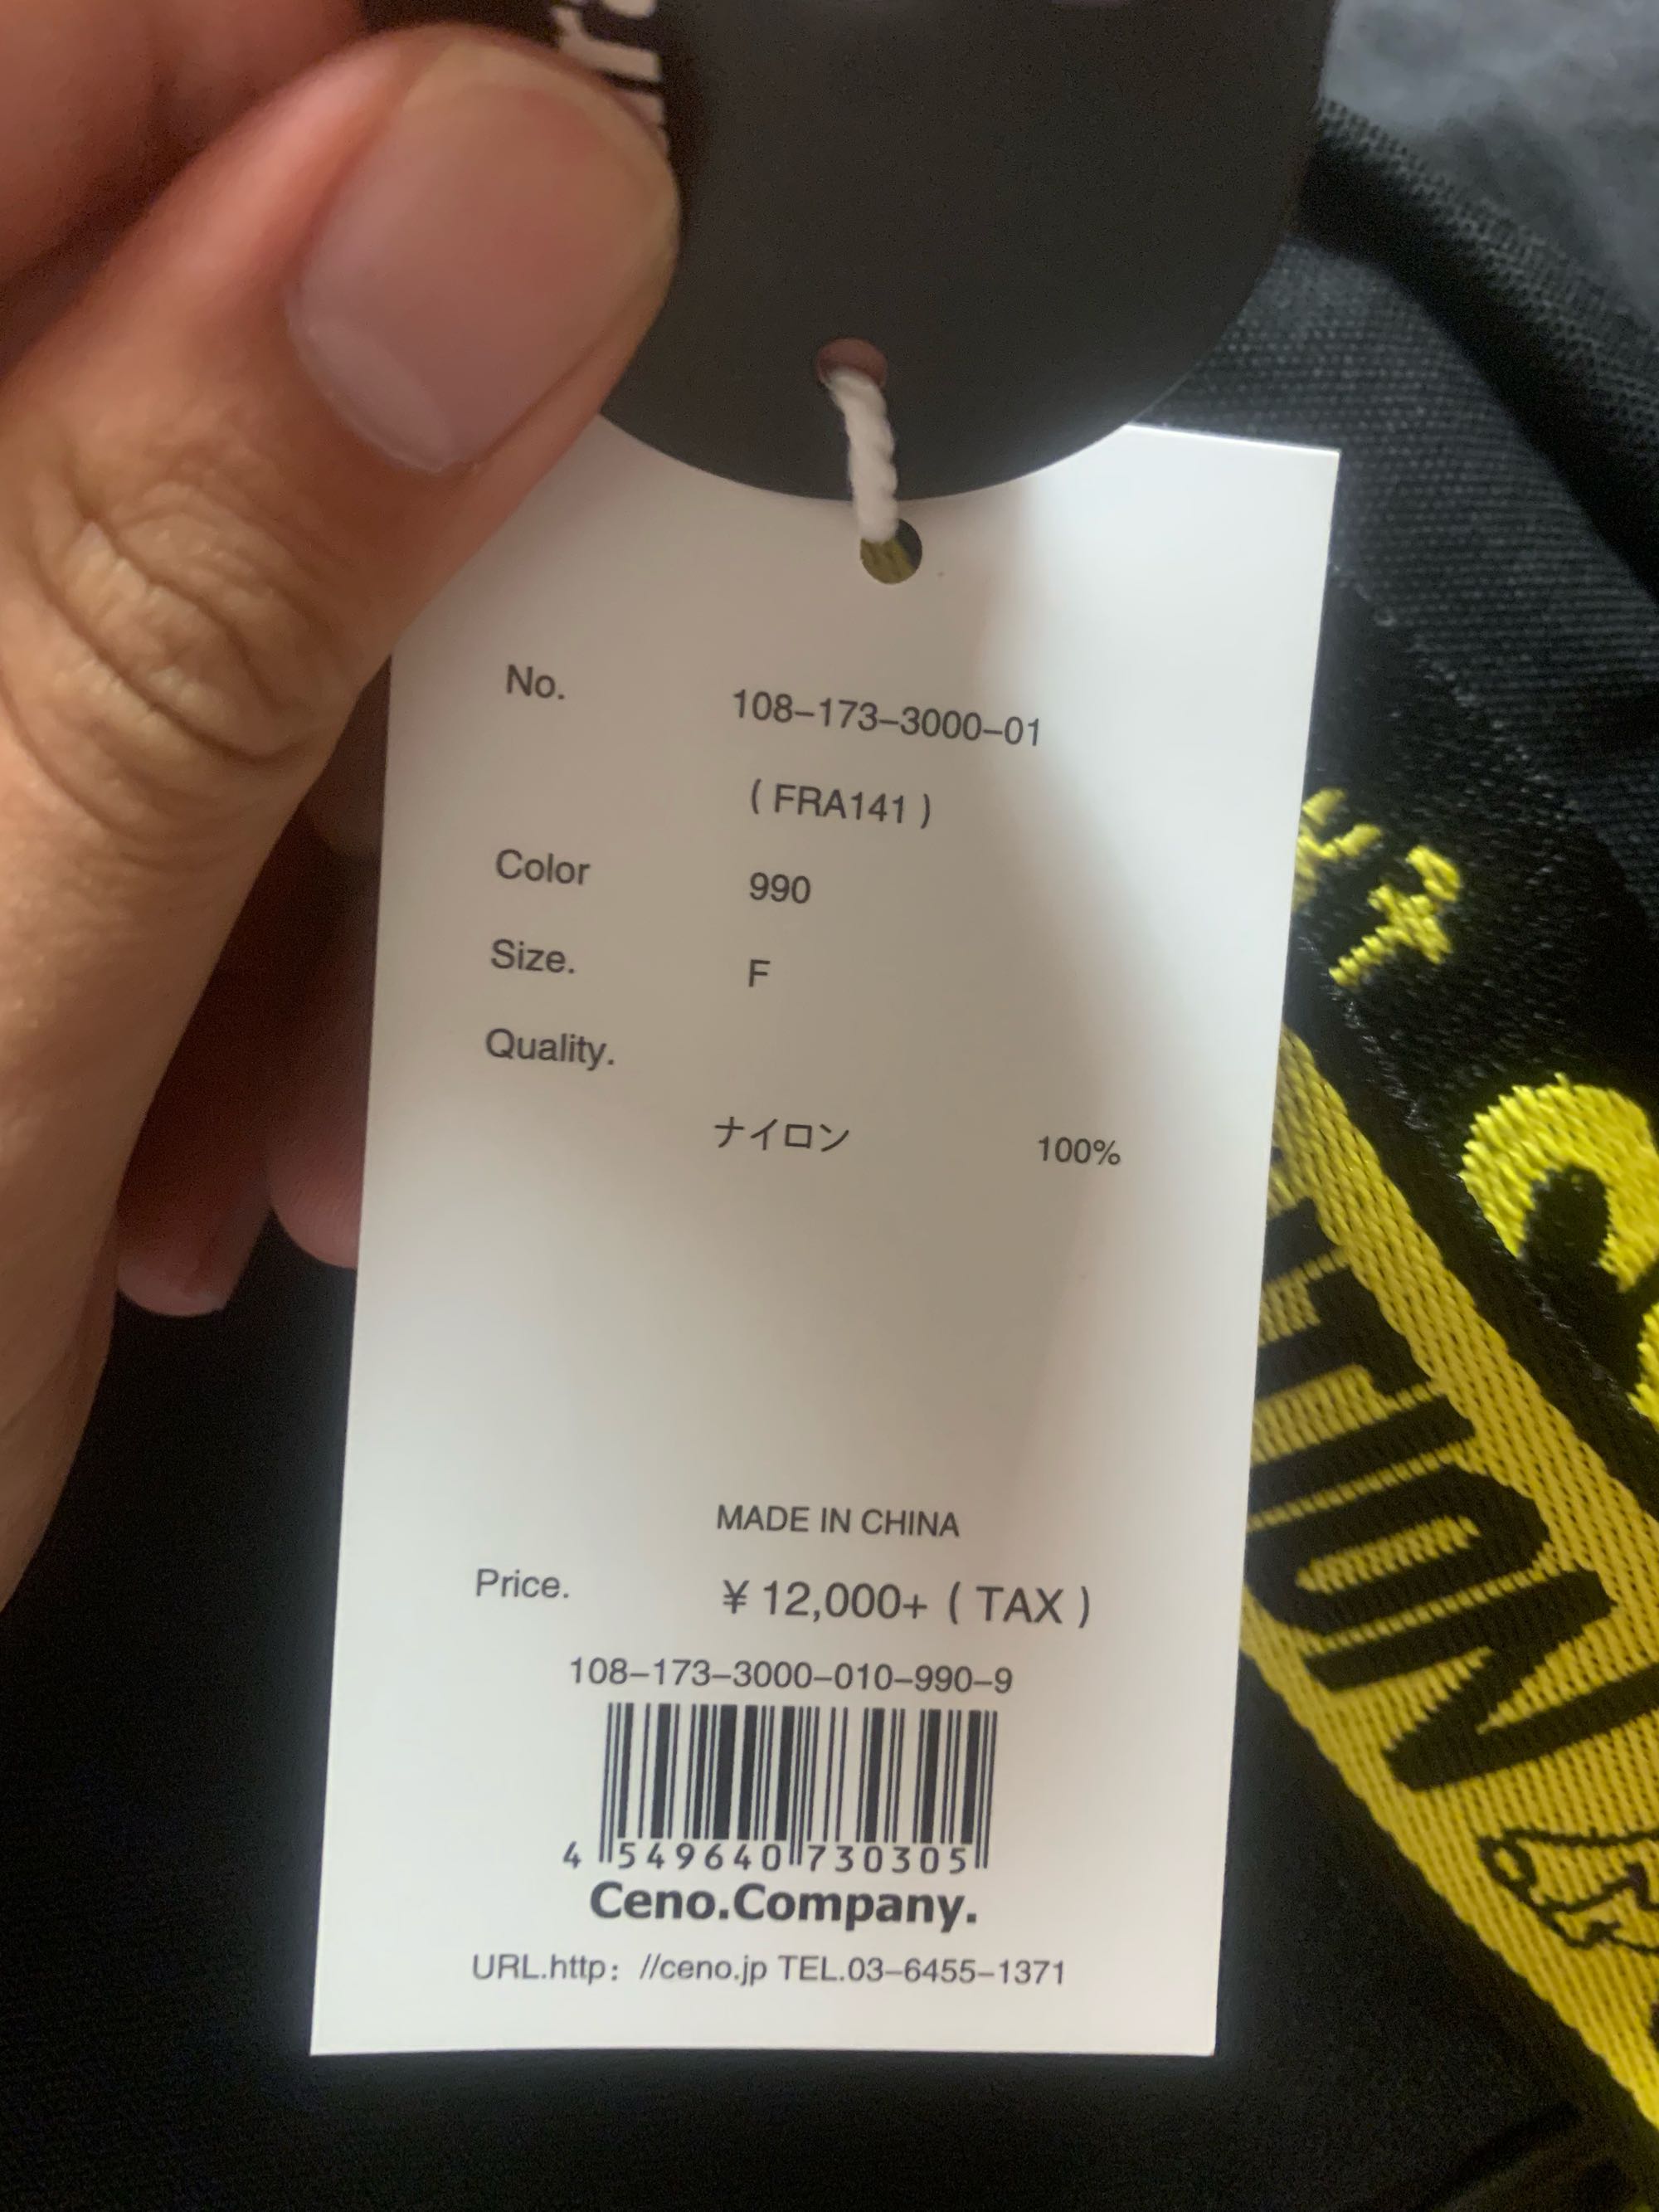 No. 108-173-3000-01
( FRA141 )
Color 990
Size. F
Quality.
ナイロン 100%
MADE IN CHINA
Price. ¥ 12,000+ ( TAX )
108-173-3000-010-990-9
4 549640 730305
Ceno.Company.
URL.http: //ceno.jp TEL.03-6455-1371